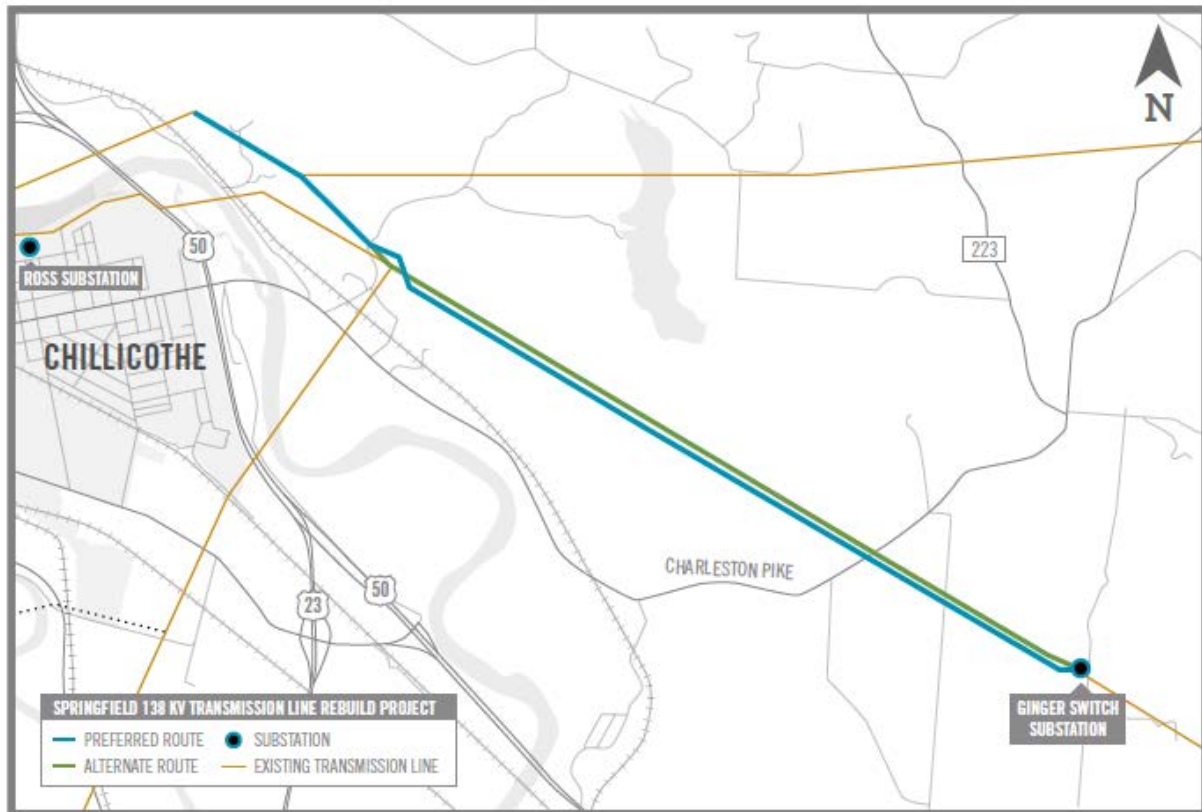 N
50
223
ROSS SUBSTATION
CHILLICOTHE
CHARLESTON PIKE
50
23
GINGER SWITCH
SUBSTATION
SPRINGFIELD 138 KV TRANSMISSION LINE REBUILD PROJECT
PREFERRED ROUTE
SUBSTATION
ALTERNATE ROUTE
EXISTING TRANSMISSION LINE